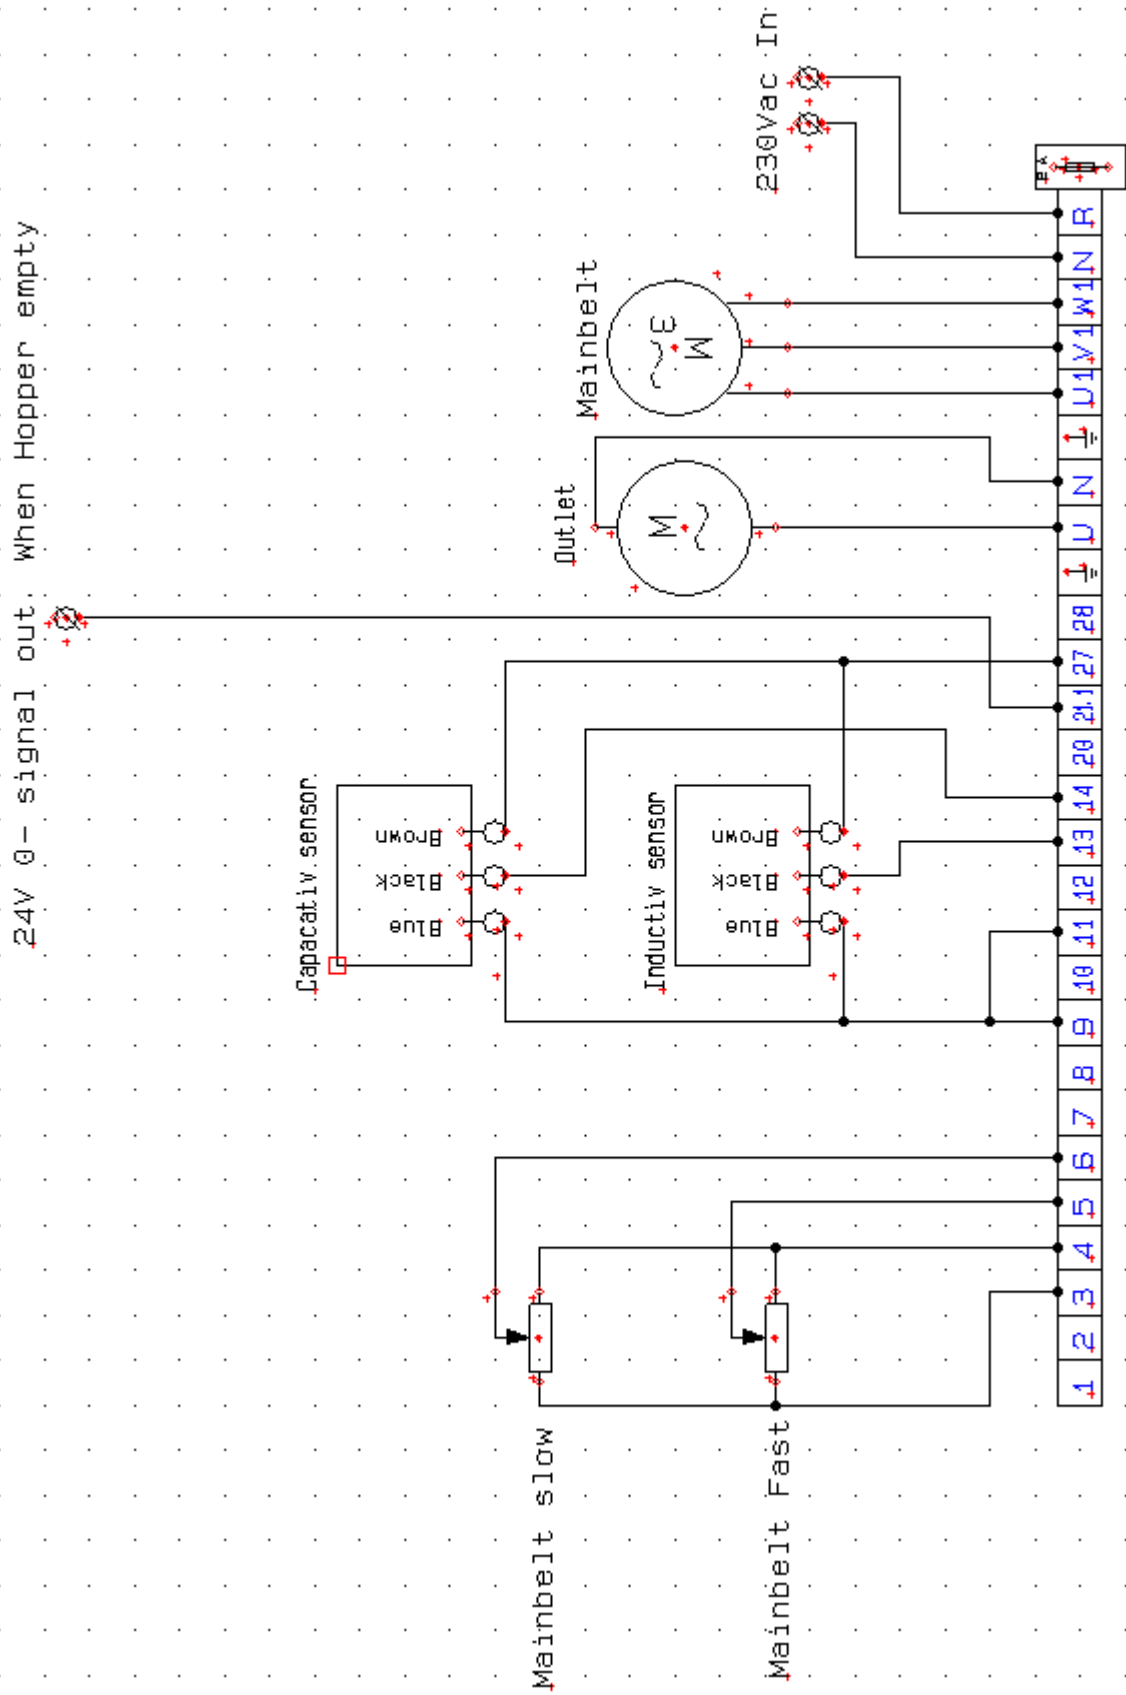 24V 0- signal out. When Hopper empty
Capacativ sensor
Brown
Black
Blue
Inductiv sensor
Brown
Black
Blue
Outlet
M
Mainbelt
M
3
230Vac In
Mainbelt slow
Mainbelt Fast
1 2 3 4 5 6 7 8 9 10 11 12 13 14 20 21.1 27 28 U N U1 V1 W1 N R